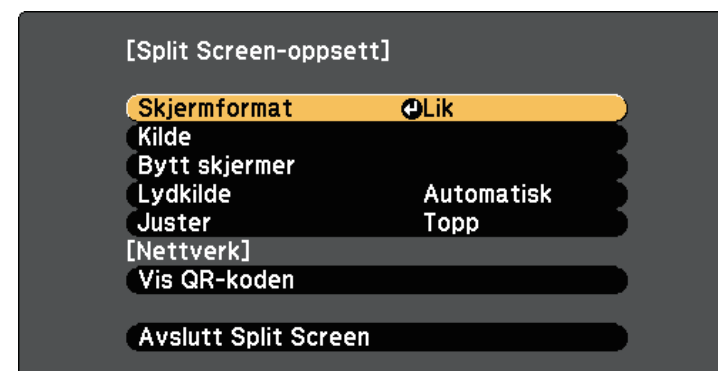 [Split Screen-oppsett]
Skjermformat Lik
Kilde
Bytt skjermer
Lydkilde Automatisk
Juster Topp
[Nettverk]
Vis QR-koden
Avslutt Split Screen